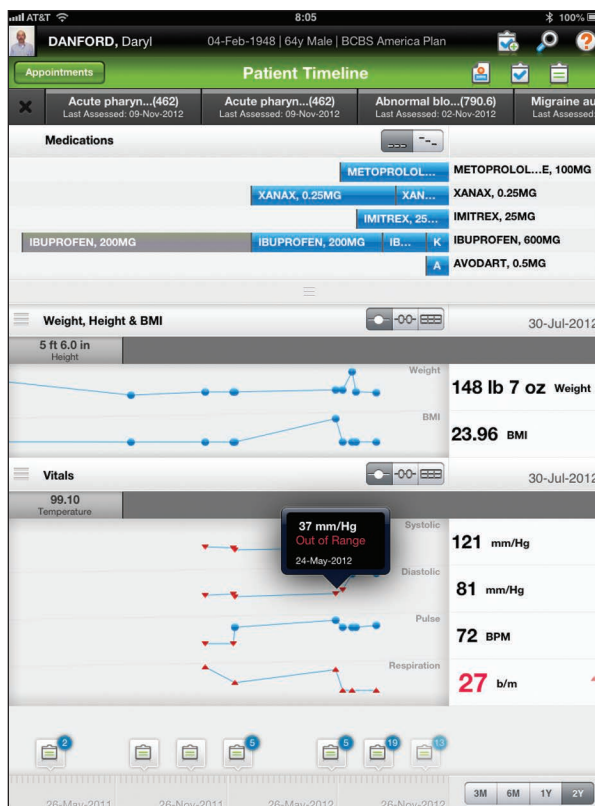 AT&T 8:05 100%
DANFORD, Daryl 04-Feb-1948 | 64y Male | BCBS America Plan
Appointments Patient Timeline
Acute pharyn...(462) Acute pharyn...(462) Abnormal blo...(790.6) Migraine au
Last Assessed: 09-Nov-2012 Last Assessed: 09-Nov-2012 Last Assessed: 02-Nov-2012 Last Assessed:
Medications
METOPROLOL... METOPROLOL...E, 100MG
XANAX, 0.25MG XAN... XANAX, 0.25MG
IMITREX, 25... IMITREX, 25MG
IBUPROFEN, 200MG IBUPROFEN, 200MG IB... K IBUPROFEN, 600MG
A AVODART, 0.5MG
Weight, Height & BMI 30-Jul-2012
5 ft 6.0 in
Height
Weight
148 lb 7 oz Weight
BMI
23.96 BMI
Vitals 30-Jul-2012
99.10
Temperature
37 mm/Hg
Out of Range
24-May-2012
Systolic
121 mm/Hg
Diastolic
81 mm/Hg
Pulse
72 BPM
Respiration
27 b/m
2 5 5 19 13
26-May-2011 26-Nov-2011 26-May-2012 26-Nov-2012
3M 6M 1Y 2Y